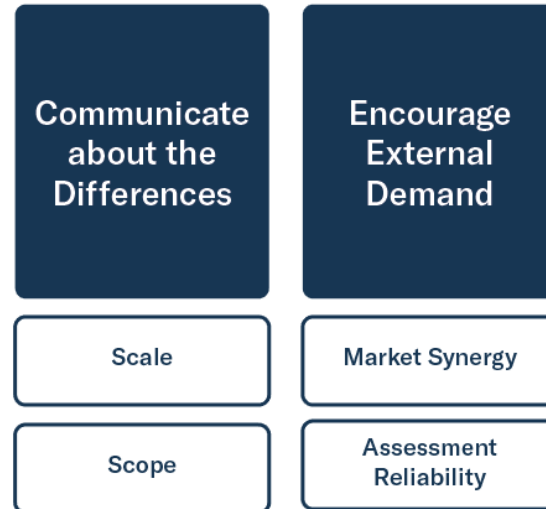 Communicate
about the
Differences
Scale
Scope
Encourage
External
Demand
Market Synergy
Assessment
Reliability